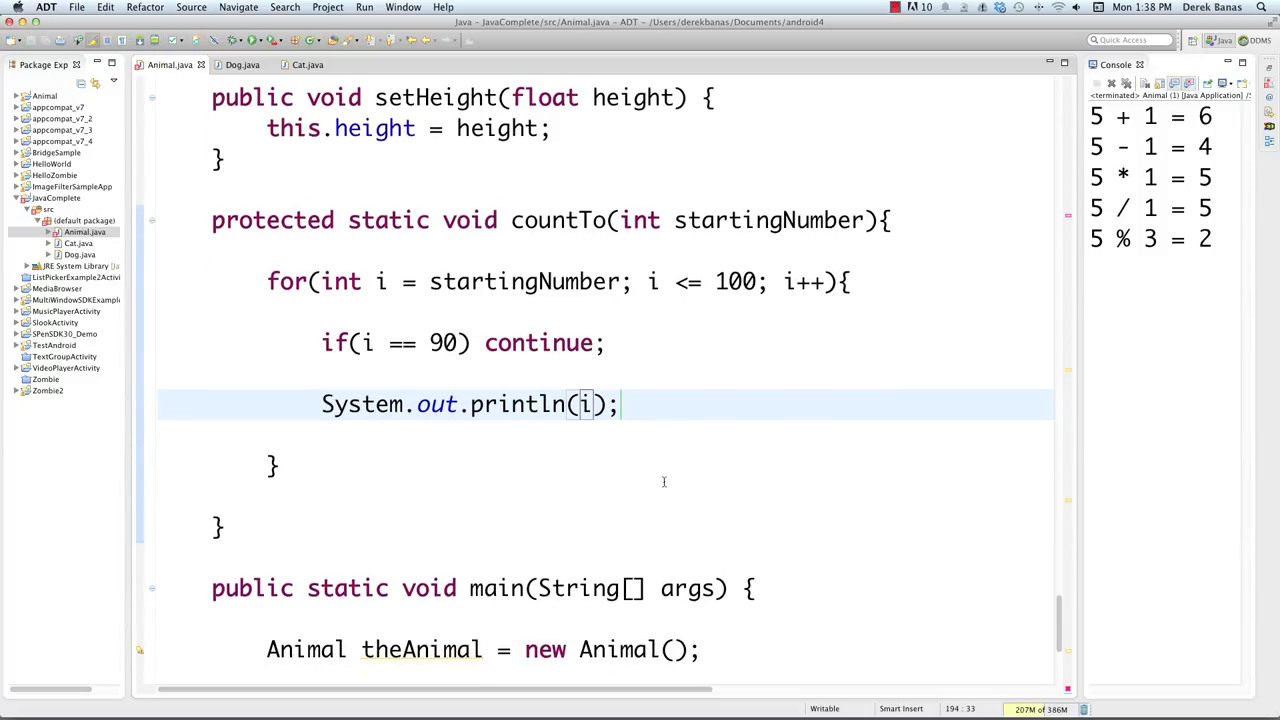 ADT File Edit Refactor Source Navigate Search Project Run Window Help 10 Mon 1:38 PM Derek Banas
Java - JavaComplete/src/Animal.java - ADT - /Users/derekbanas/Documents/android4
Quick Access Java DDMS
Package Exp
Animal
appcompat_v7
appcompat_v7_2
appcompat_v7_3
appcompat_v7_4
BridgeSample
HelloWorld
HelloZombie
ImageFilterSampleApp
JavaComplete
src
(default package)
Animal.java
Cat.java
Dog.java
JRE System Library [Ja
ListPickerExample2Activi
MediaBrowser
MultiWindowSDKExample
MusicPlayerActivity
SlookActivity
SPenSDK30_Demo
TestAndroid
TextGroupActivity
VideoPlayerActivity
Zombie
Zombie2
Animal.java Dog.java Cat.java
public void setHeight(float height) {
this.height = height;
}
protected static void countTo(int startingNumber){
for(int i = startingNumber; i <= 100; i++){
if(i == 90) continue;
System.out.println(i);
}
}
public static void main(String[] args) {
Animal theAnimal = new Animal();
Console
<terminated> Animal (1) [Java Application] /S
5 + 1 = 6
5 - 1 = 4
5 * 1 = 5
5 / 1 = 5
5 % 3 = 2
Writable Smart Insert 194 : 33 207M of 386M